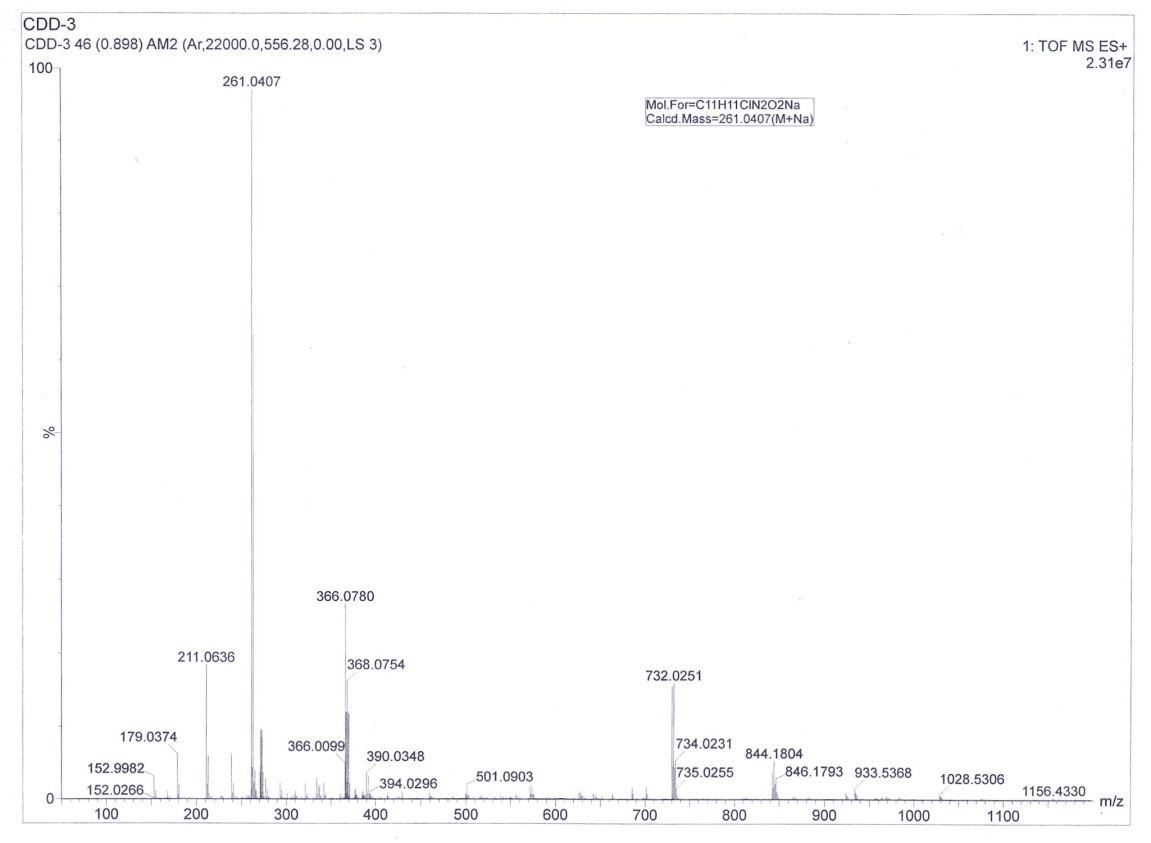 CDD-3
CDD-3 46 (0.898) AM2 (Ar,22000.0,556.28,0.00,LS 3)
1: TOF MS ES+
2.31e7
100
261.0407
Mol.For=C11H11ClN2O2Na
Calcd.Mass=261.0407(M+Na)
%
366.0780
211.0636
368.0754
732.0251
179.0374
366.0099
734.0231
390.0348
844.1804
152.9982
394.0296
501.0903
735.0255
846.1793
933.5368
1028.5306
152.0266
1156.4330
0
m/z
100 200 300 400 500 600 700 800 900 1000 1100